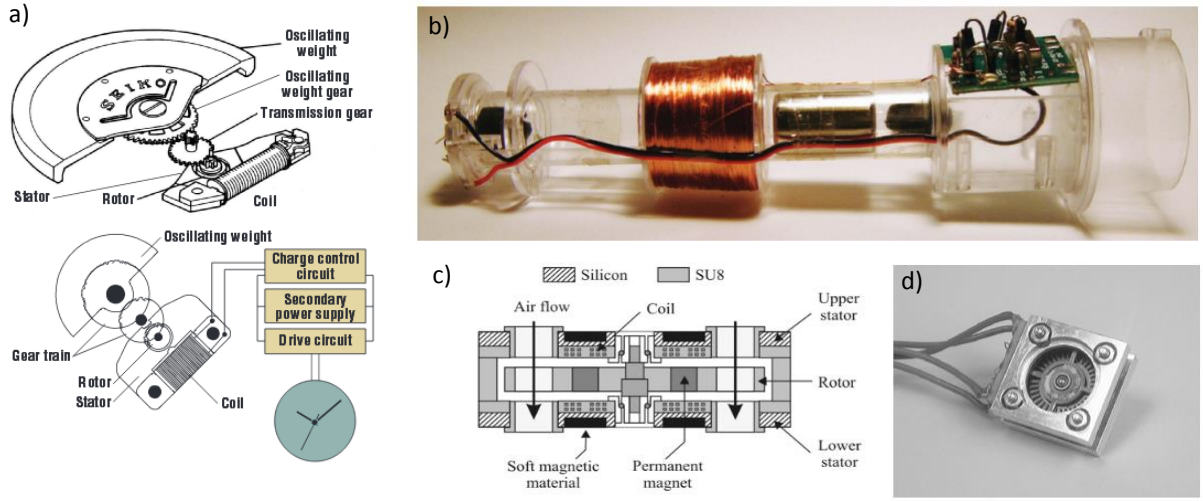 a)
Oscillating
weight
Oscillating
weight gear
Transmission gear
SEIKO
Stator
Rotor
Coil
Oscillating weight
Charge control
circuit
Secondary
power supply
Drive circuit
Gear train
Rotor
Stator
Coil
b)
c)
Silicon
SU8
Air flow
Coil
Upper
stator
Rotor
Lower
stator
Soft magnetic
material
Permanent
magnet
d)